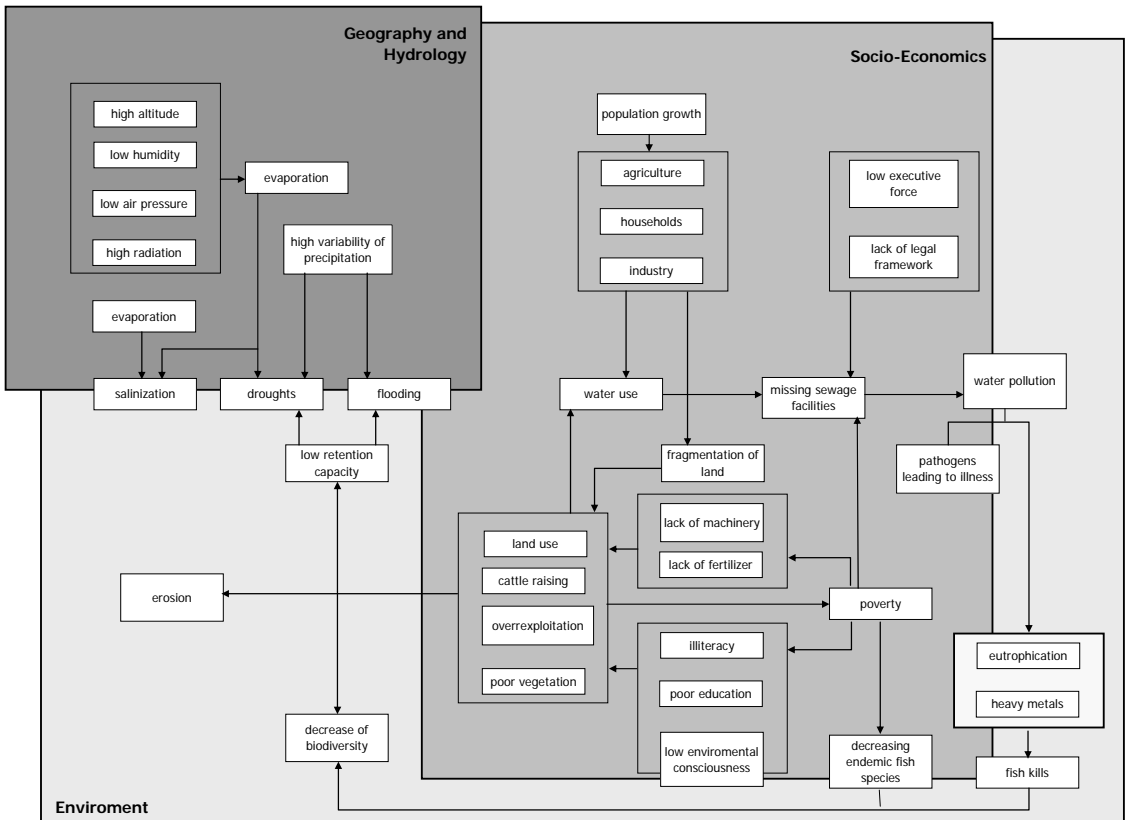 Geography and
Hydrology
high altitude
low humidity
low air pressure
high radiation
evaporation
high variability of
precipitation
evaporation
salinization
droughts
flooding
Socio-Economics
population growth
agriculture
households
industry
low executive
force
lack of legal
framework
water use
missing sewage
facilities
water pollution
low retention
capacity
fragmentation of
land
pathogens
leading to illness
land use
cattle raising
overrexploitation
poor vegetation
lack of machinery
lack of fertilizer
erosion
poverty
illiteracy
poor education
low enviromental
consciousness
eutrophication
heavy metals
decrease of
biodiversity
decreasing
endemic fish
species
fish kills
Enviroment